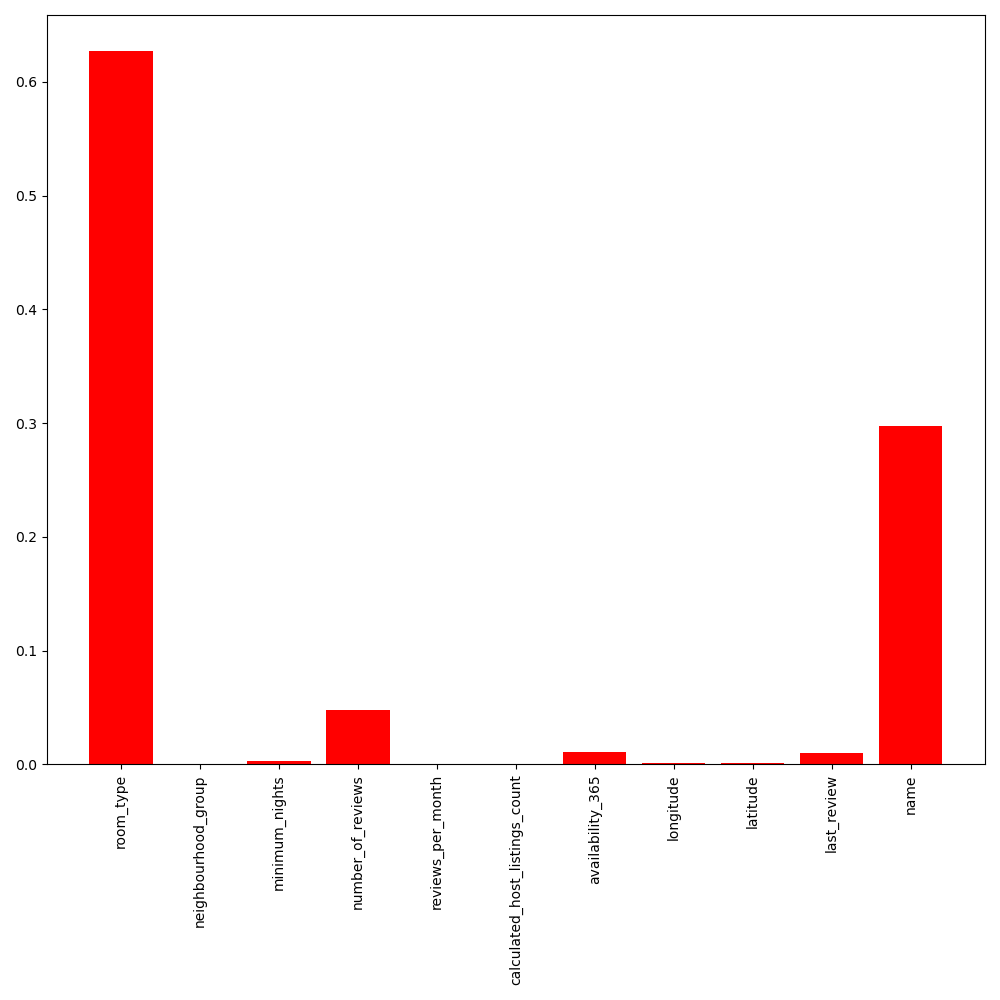 0.6
0.5
0.4
0.3
0.2
0.1
0.0
room_type
neighbourhood_group
minimum_nights
number_of_reviews
reviews_per_month
calculated_host_listings_count
availability_365
longitude
latitude
last_review
name